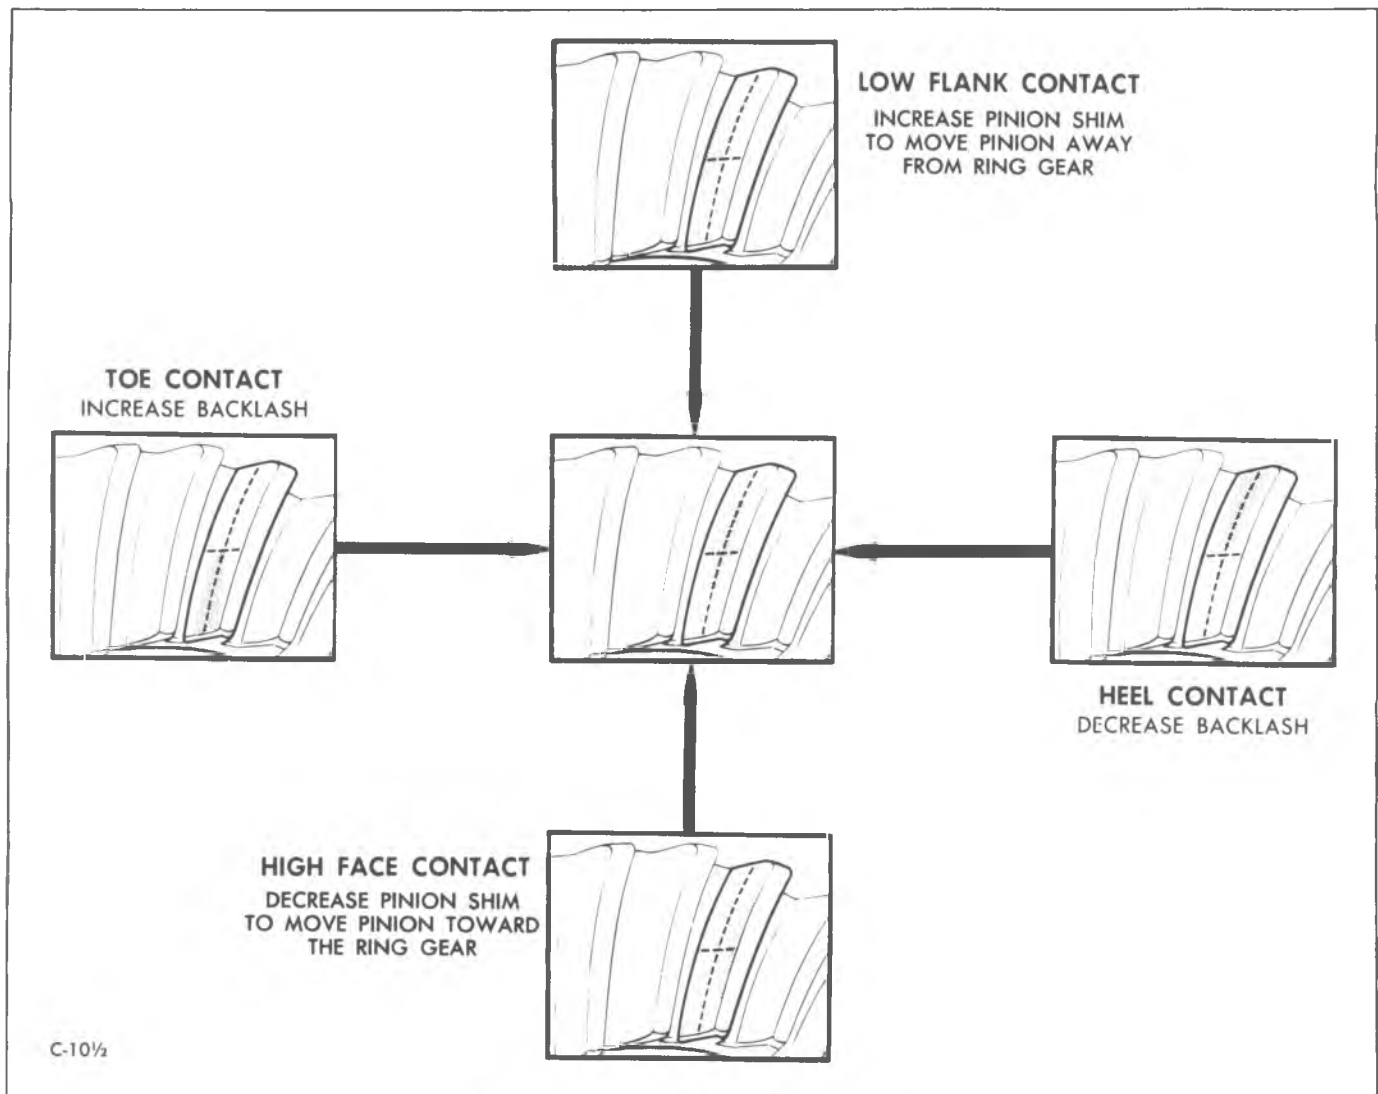 LOW FLANK CONTACT
INCREASE PINION SHIM
TO MOVE PINION AWAY
FROM RING GEAR
TOE CONTACT
INCREASE BACKLASH
HEEL CONTACT
DECREASE BACKLASH
HIGH FACE CONTACT
DECREASE PINION SHIM
TO MOVE PINION TOWARD
THE RING GEAR
C-10½